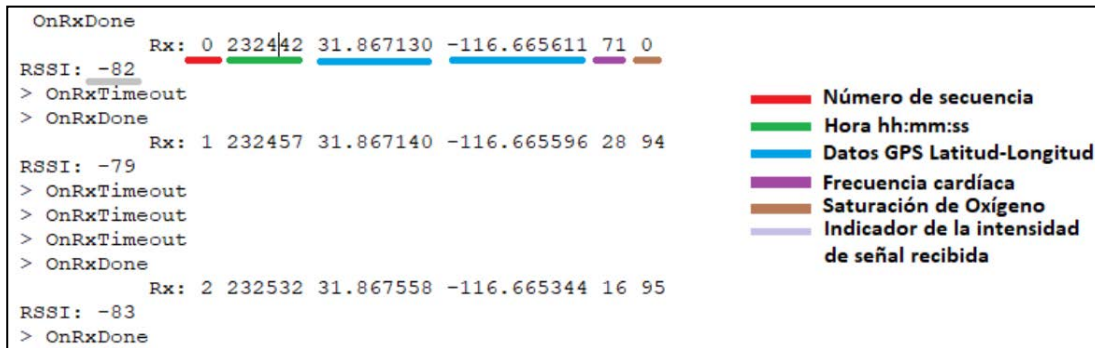 OnRxDone
Rx: 0 232442 31.867130 -116.665611 71 0
RSSI: -82
> OnRxTimeout
> OnRxDone
Rx: 1 232457 31.867140 -116.665596 28 94
RSSI: -79
> OnRxTimeout
> OnRxTimeout
> OnRxTimeout
> OnRxDone
Rx: 2 232532 31.867558 -116.665344 16 95
RSSI: -83
> OnRxDone
Número de secuencia
Hora hh:mm:ss
Datos GPS Latitud-Longitud
Frecuencia cardíaca
Saturación de Oxígeno
Indicador de la intensidad
de señal recibida